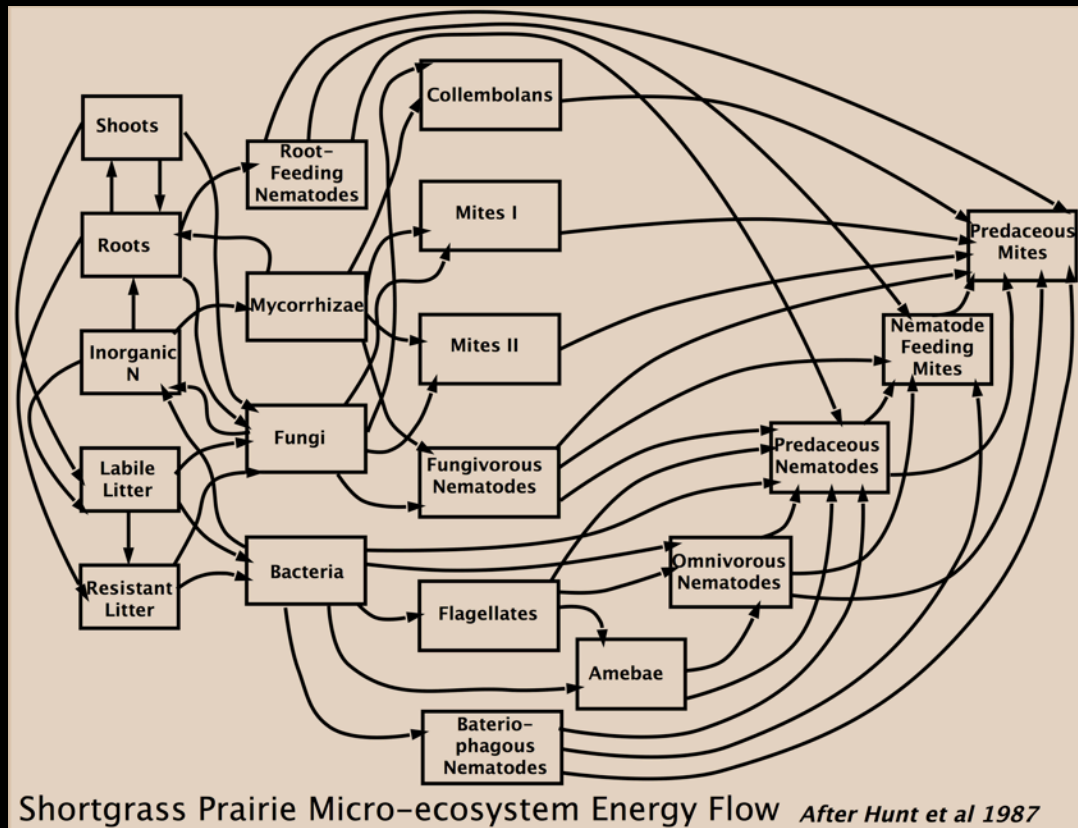 Collembolans
Shoots
Root-
Feeding
Nematodes
Mites I
Roots
Predaceous
Mites
Mycorrhizae
Inorganic
N
Mites II
Nematode
Feeding
Mites
Fungi
Labile
Litter
Fungivorous
Nematodes
Predaceous
Nematodes
Bacteria
Resistant
Litter
Omnivorous
Nematodes
Flagellates
Amebae
Baterio-
phagous
Nematodes
Shortgrass Prairie Micro-ecosystem Energy Flow After Hunt et al 1987